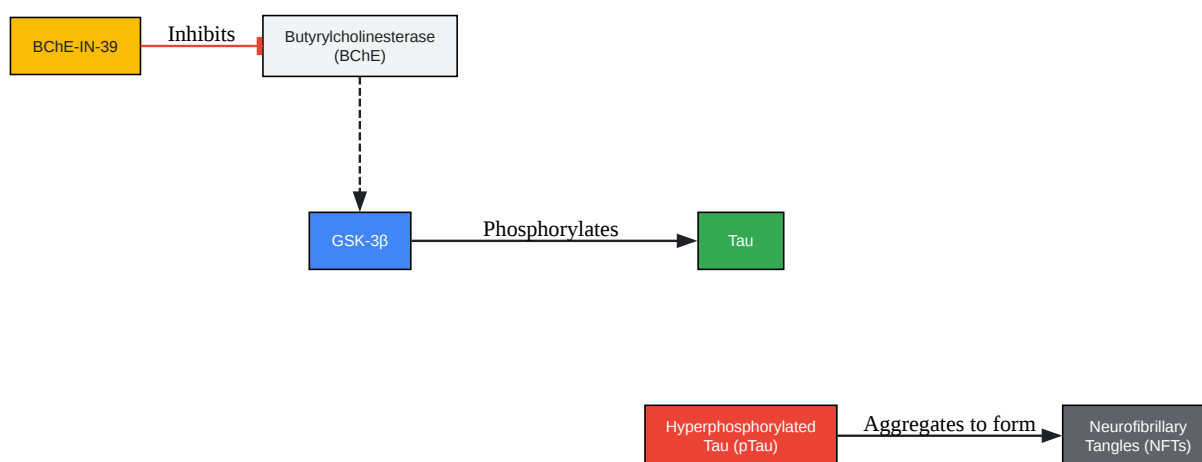 BChE-IN-39
Inhibits
Butyrylcholinesterase
(BChE)
GSK-3β
Phosphorylates
Tau
Hyperphosphorylated
Tau (pTau)
Aggregates to form
Neurofibrillary
Tangles (NFTs)